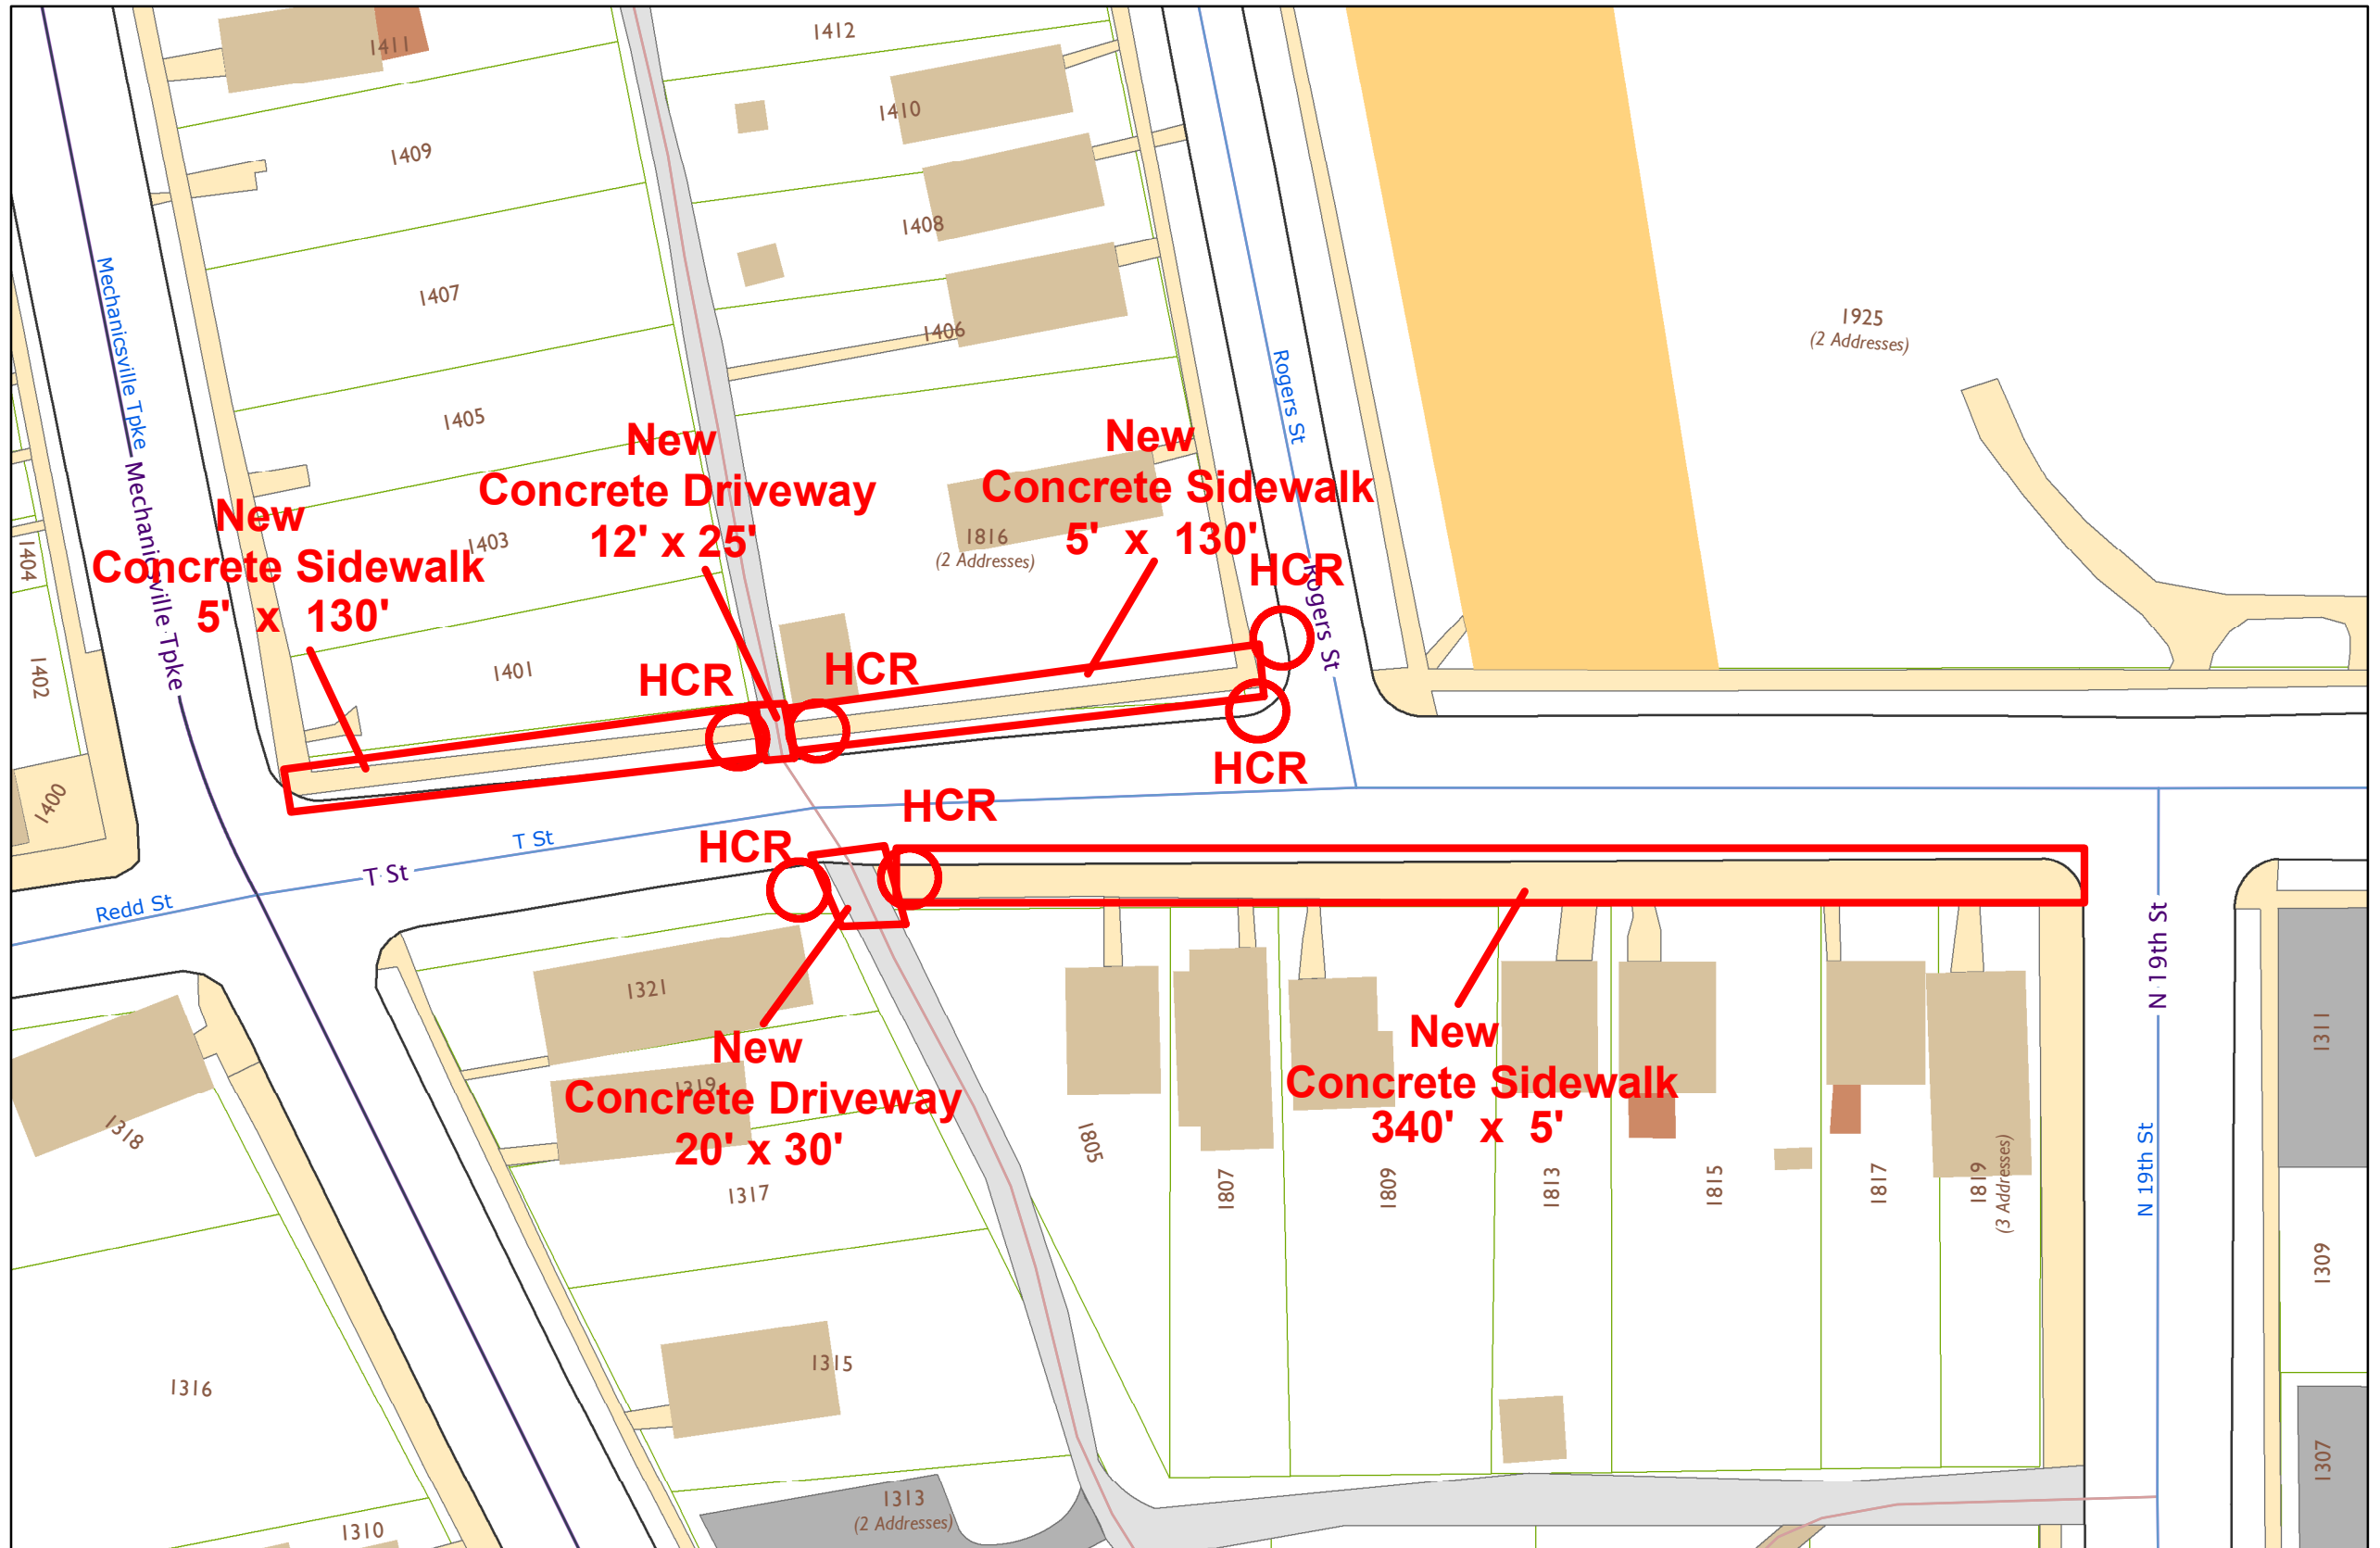 1411
1412
1410
1409
1408
1407
1406
1405
1403
1401
1404
1402
1400
1925
(2 Addresses)
Mechanicsville Tpke
Mechanicsville Tpke
Rogers St
Rogers St
New
Concrete Sidewalk
5' x 130'
New
Concrete Driveway
12' x 25'
New
Concrete Sidewalk
5' x 130'
1816
(2 Addresses)
HCR
HCR
HCR
HCR
HCR
HCR
T St
T St
Redd St
1321
1319
1317
1315
1313
(2 Addresses)
1318
1316
1310
New
Concrete Driveway
20' x 30'
New
Concrete Sidewalk
340' x 5'
1805
1807
1809
1813
1815
1817
1819
(3 Addresses)
N 19th St
N 19th St
1311
1309
1307